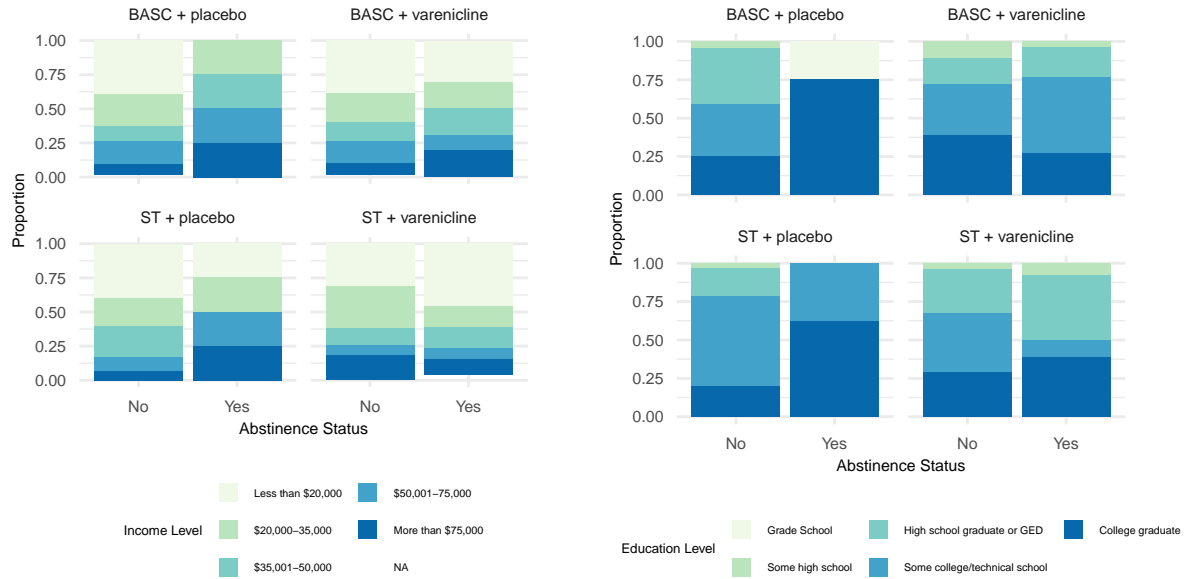 BASC + placebo
BASC + varenicline
1.00
0.75
0.50
0.25
0.00
ST + placebo
ST + varenicline
1.00
0.75
0.50
0.25
0.00
Proportion
No
Yes
No
Yes
Abstinence Status
Income Level
Less than $20,000
$20,000–35,000
$35,001–50,000
$50,001–75,000
More than $75,000
NA
BASC + placebo
BASC + varenicline
1.00
0.75
0.50
0.25
0.00
ST + placebo
ST + varenicline
1.00
0.75
0.50
0.25
0.00
Proportion
No
Yes
No
Yes
Abstinence Status
Education Level
Grade School
Some high school
High school graduate or GED
Some college/technical school
College graduate